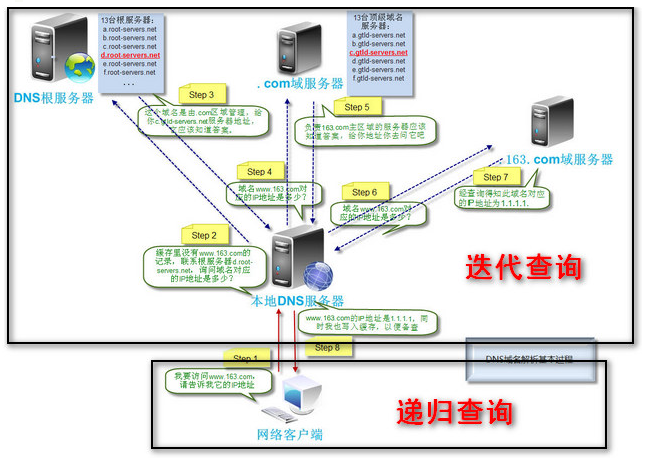 13台根服务器：
a.root-servers.net
b.root-servers.net
c.root-servers.net
d.root-servers.net
e.root-servers.net
f.root-servers.net
...
DNS根服务器
13台顶级域名
服务器：
a.gtld-servers.net
b.gtld-servers.net
c.gtld-servers.net
d.gtld-servers.net
e.gtld-servers.net
f.gtld-servers.net
.com域服务器
Step 3
这个域名是由.com区域管理，给
你c.gtld-servers.net服务器地址，
它应该知道答案。
Step 5
负责163.com主区域的服务器应该
知道答案，给你地址你去问它吧
163.com域服务器
Step 4
域名www.163.com对
应的IP地址是多少？
Step 6
域名www.163.com对
应的IP地址是多少？
Step 7
经查询得知此域名对应
的IP地址为1.1.1.1.
Step 2
缓存里没有www.163.com的
记录，联系根服务器d.root-
servers.net，询问域名对应
的IP地址是多少？
迭代查询
本地DNS服务器
www.163.com的IP地址是1.1.1.1，同
时我也写入缓存，以便备查
Step 8
Step 1
我要访问www.163.com，
请告诉我它的IP地址
DNS域名解析基本过程
递归查询
网络客户端